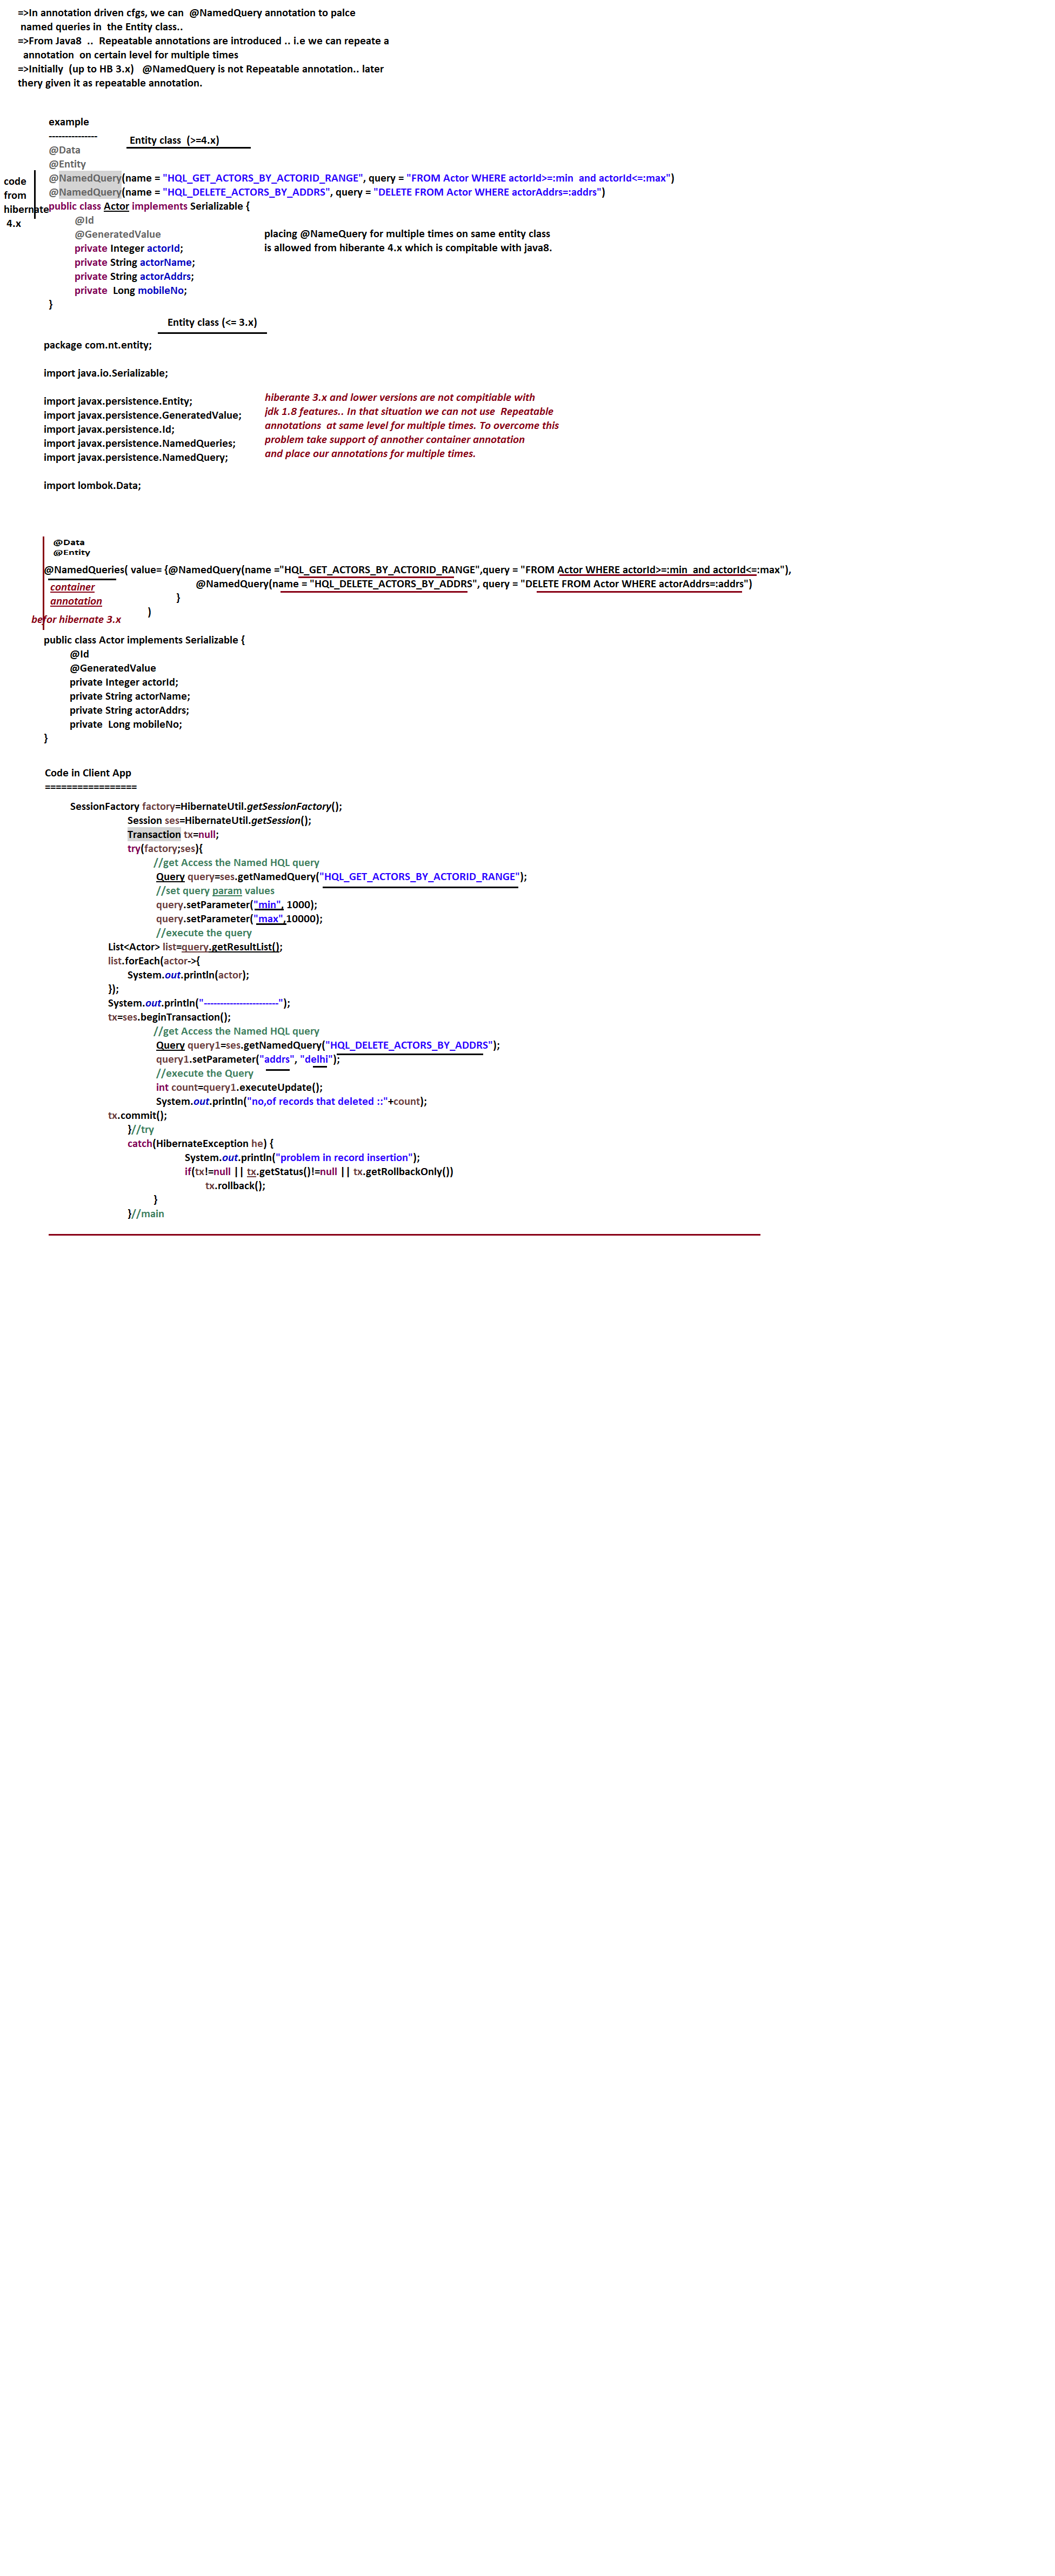 =>In annotation driven cfgs, we can  @NamedQuery annotation to palce
named queries in  the Entity class..
=>From Java8  ..  Repeatable annotations are introduced .. i.e we can repeate a
annotation  on certain level for multiple times
=>Initially  (up to HB 3.x)   @NamedQuery is not Repeatable annotation.. later
thery given it as repeatable annotation.
example
---------------
Entity class  (>=4.x)
@Data
@Entity
@NamedQuery(name = "HQL_GET_ACTORS_BY_ACTORID_RANGE", query = "FROM Actor WHERE actorId>=:min  and actorId<=:max")
@NamedQuery(name = "HQL_DELETE_ACTORS_BY_ADDRS", query = "DELETE FROM Actor WHERE actorAddrs=:addrs")
code
from
hibernate
4.x
public class Actor implements Serializable {
@Id
@GeneratedValue
private Integer actorId;
private String actorName;
private String actorAddrs;
private  Long mobileNo;
}
placing @NameQuery for multiple times on same entity class
is allowed from hiberante 4.x which is compitable with java8.
Entity class (<= 3.x)
package com.nt.entity;
import java.io.Serializable;
import javax.persistence.Entity;
import javax.persistence.GeneratedValue;
import javax.persistence.Id;
import javax.persistence.NamedQueries;
import javax.persistence.NamedQuery;
import lombok.Data;
hiberante 3.x and lower versions are not compitiable with
jdk 1.8 features.. In that situation we can not use  Repeatable
annotations  at same level for multiple times. To overcome this
problem take support of annother container annotation
and place our annotations for multiple times.
@Data
@Entity
@NamedQueries( value= {@NamedQuery(name ="HQL_GET_ACTORS_BY_ACTORID_RANGE",query = "FROM Actor WHERE actorId>=:min  and actorId<=:max"),
@NamedQuery(name = "HQL_DELETE_ACTORS_BY_ADDRS", query = "DELETE FROM Actor WHERE actorAddrs=:addrs")
}
)
container
annotation
befor hibernate 3.x
public class Actor implements Serializable {
@Id
@GeneratedValue
private Integer actorId;
private String actorName;
private String actorAddrs;
private  Long mobileNo;
}
Code in Client App
=================
SessionFactory factory=HibernateUtil.getSessionFactory();
Session ses=HibernateUtil.getSession();
Transaction tx=null;
try(factory;ses){
//get Access the Named HQL query
Query query=ses.getNamedQuery("HQL_GET_ACTORS_BY_ACTORID_RANGE");
//set query param values
query.setParameter("min", 1000);
query.setParameter("max",10000);
//execute the query
List<Actor> list=query.getResultList();
list.forEach(actor->{
System.out.println(actor);
});
System.out.println("-----------------------");
tx=ses.beginTransaction();
//get Access the Named HQL query
Query query1=ses.getNamedQuery("HQL_DELETE_ACTORS_BY_ADDRS");
query1.setParameter("addrs", "delhi");
//execute the Query
int count=query1.executeUpdate();
System.out.println("no,of records that deleted ::"+count);
tx.commit();
}//try
catch(HibernateException he) {
System.out.println("problem in record insertion");
if(tx!=null || tx.getStatus()!=null || tx.getRollbackOnly())
tx.rollback();
}
}//main